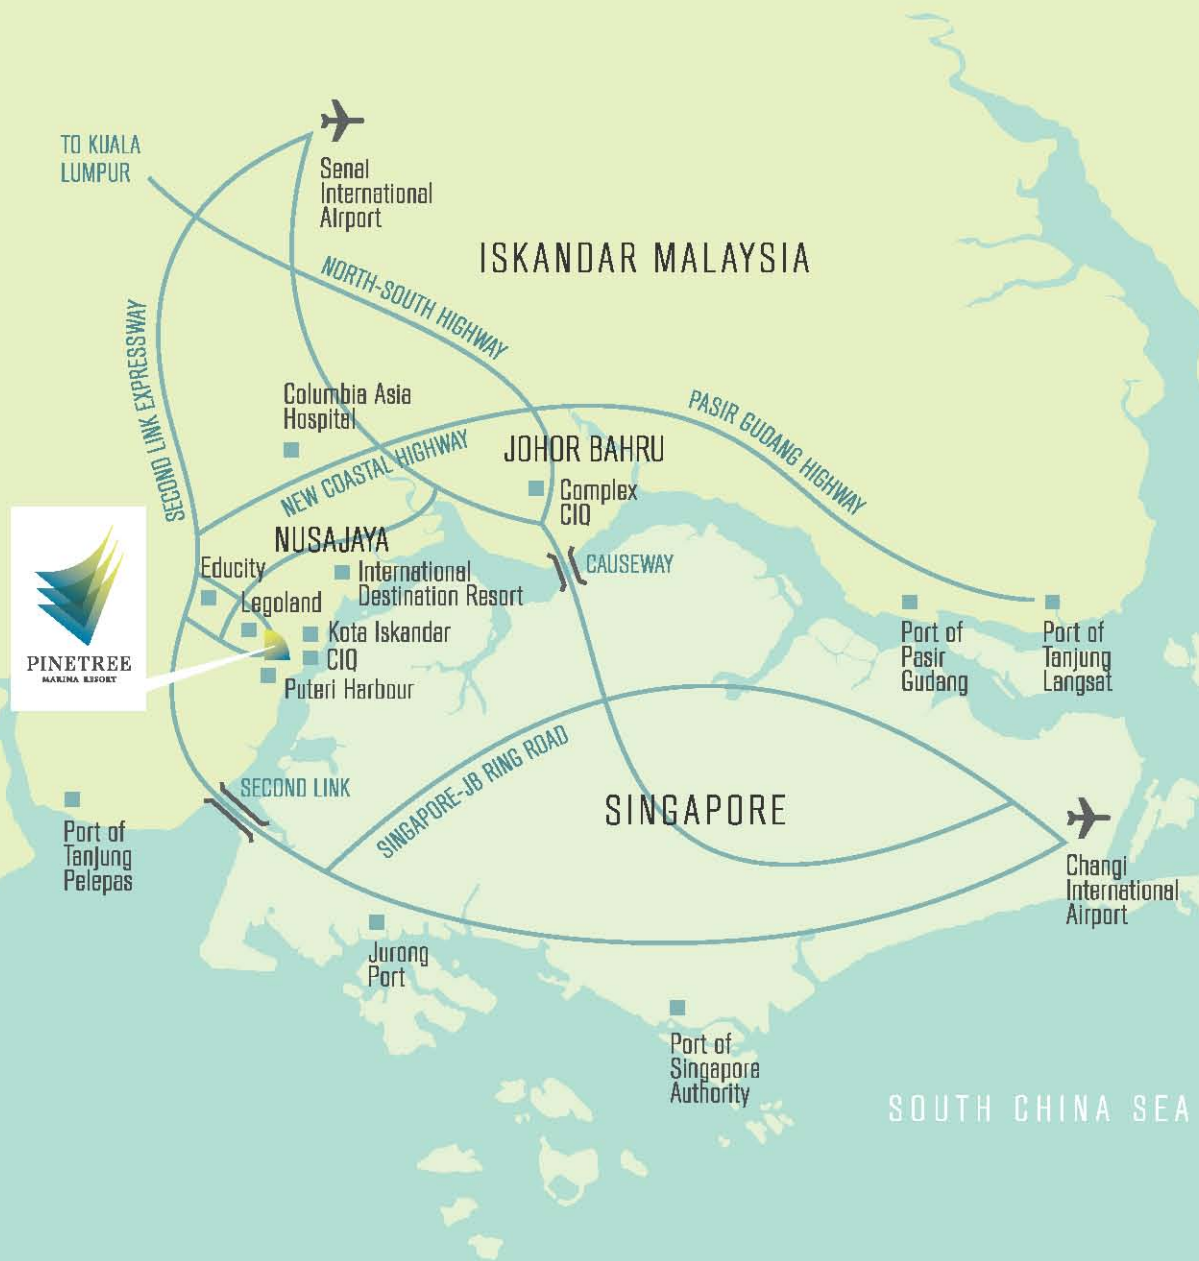 TO KUALA
LUMPUR
Senal
International
Airport
ISKANDAR MALAYSIA
NORTH-SOUTH HIGHWAY
SECOND LINK EXPRESSWAY
Columbia Asia
Hospital
NEW COASTAL HIGHWAY
JOHOR BAHRU
PASIR GUDANG HIGHWAY
Complex
CIQ
NUSAJAYA
CAUSEWAY
Educity
International
Destination Resort
Legoland
Kota Iskandar
CIQ
Puteri Harbour
PINETREE
MARINA RESORT
Port of
Pasir
Gudang
Port of
Tanjung
Langsat
SECOND LINK
SINGAPORE-JB RING ROAD
SINGAPORE
Port of
Tanjung
Pelepas
Changi
International
Airport
Jurong
Port
Port of
Singapore
Authority
SOUTH CHINA SEA